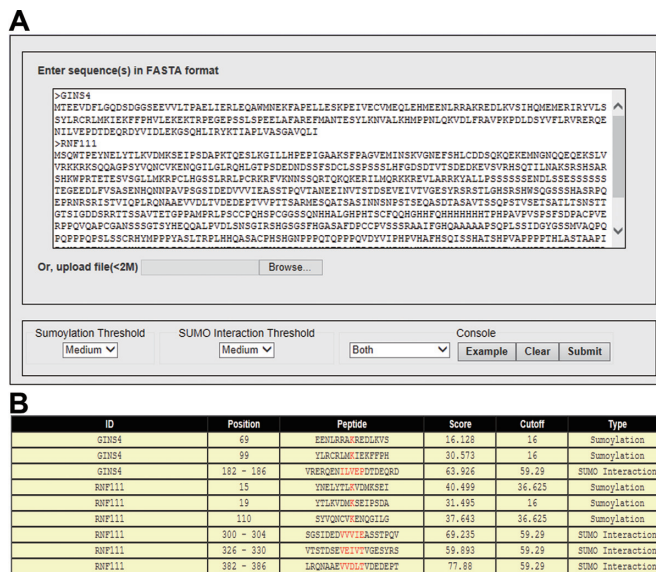 A
Enter sequence(s) in FASTA format
>GINS4
MTEEVDFLGQDSDGGSEEVVLTPAELIERLEQAWMNEKFAPELLESKPEIVECVMEQLEHMEENLRRAKREDLKVSIHQMEMERIRYVLS
SYLRCRLMKIEKFFPHVLEKEKTRPEGEPSSLSPEELAFAREFMANTESYLKNVALKHMPPNLQKVDLFRAVPKPDLDSYVFLRVRERQE
NILVEPDTDEQRDYVIDLEKGSQHLIRYKTIAPLVASGAVQLI
>RNF111
MSQWTPEYNELYTLKVDMKSEIPSDAPKTQESLKGILLHPEPIGAAKSFPAGVEMINSKVGNEFSHLCDDSQKQEKEMNGNQQEQEKSLV
VRKKRKSQQAGPSYVQNCVKENQGILGLRQHLGTPSDEDNDSSFSDCLSSPSSSLHFGDSDTVTSDEDKEVSVRHSQTILNAKSRSHSAR
SHKWPRTETESVSGLLMKRPCLHGSSLRRLPCRKRFVKNNSSQRTQKQKERILMQRKKREVLARRKYALLPSSSSSSENDLSSESSSSSS
TEGEEDLFVSASENHQNNPAVPSGSIDEDVVVIEASSTPQVTANEEINVTSTDSEVEIVTVGESYRSRSTLGHSRSHWSQGSSSHASRPQ
EPRNRSRISTVIQPLRQNAAEVVDLTVDEDEPTVVPTTSARMESQATSASINNSNPSTSEQASDTASAVTSSQPSTVSETSATLTSNSTT
GTSIGDDSRRTTSSAVTETGPPAMPRLPSCCPQHSPCGGSSQNHHALGHPHTSCFQQHGHHFQHHHHHHHTPHPAVPVSPSFSDPACPVE
RPPQVQAPCGANSSSGTSYHEQQALPVDLSNSGIRSHGSGSFHGASAFDPCCPVSSSRAAIFGHQAAAAAPSQPLSSIDGYGSSMVAQPQ
PQPPPQPSLSSCRHYMPPPYASLTRPLHHQASACPHSHGNPPPQTQPPPQVDYVIPHPVHAFHSQISSHATSHPVAPPPPTHLASTAAPI
Or, upload file(<2M) Browse...
Sumoylation Threshold SUMO Interaction Threshold Console
Medium Medium Both Example Clear Submit
B
ID Position Peptide Score Cutoff Type
GINS4 69 EENLRRAKREDLKVS 16.128 16 Sumoylation
GINS4 99 YLRCRLMKIEKFFPH 30.573 16 Sumoylation
GINS4 182 - 186 VRERQENILVEPDTDEQRD 63.926 59.29 SUMO Interaction
RNF111 15 YNELYTLKVDMKSEI 40.499 36.625 Sumoylation
RNF111 19 YTLKVDMKSEIPSDA 31.495 16 Sumoylation
RNF111 110 SYVQNCVKENQGILG 37.643 36.625 Sumoylation
RNF111 300 - 304 SGSIDEDVVVIEASSTPQV 69.235 59.29 SUMO Interaction
RNF111 326 - 330 VTSTDSEVEIVTVGESYRS 59.893 59.29 SUMO Interaction
RNF111 382 - 386 LRQNAAEVVDLTVDEDEPT 77.88 59.29 SUMO Interaction